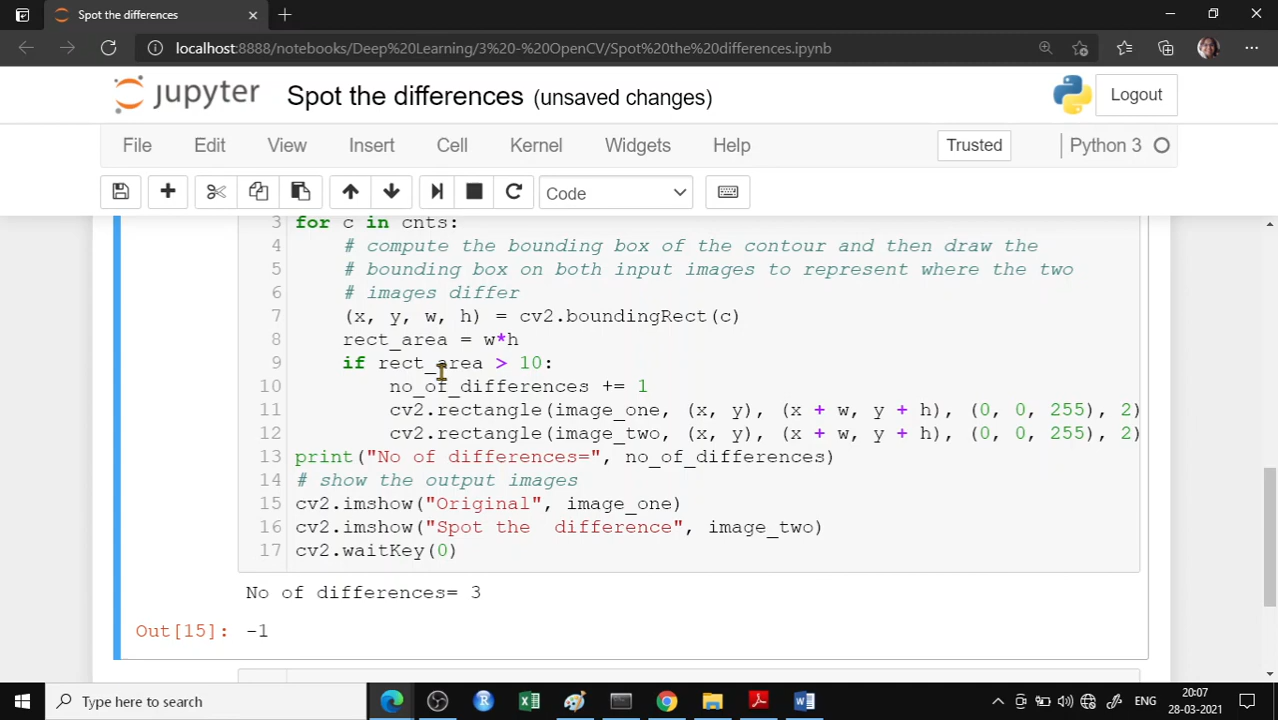 Spot the differences
localhost:8888/notebooks/Deep%20Learning/3%20-%20OpenCV/Spot%20the%20differences.ipynb
jupyter Spot the differences (unsaved changes)
Logout
File Edit View Insert Cell Kernel Widgets Help
Trusted
Python 3
Code
3 for c in cnts:
4 # compute the bounding box of the contour and then draw the
5 # bounding box on both input images to represent where the two
6 # images differ
7 (x, y, w, h) = cv2.boundingRect(c)
8 rect_area = w*h
9 if rect_area > 10:
10 no_of_differences += 1
11 cv2.rectangle(image_one, (x, y), (x + w, y + h), (0, 0, 255), 2)
12 cv2.rectangle(image_two, (x, y), (x + w, y + h), (0, 0, 255), 2)
13 print("No of differences=", no_of_differences)
14 # show the output images
15 cv2.imshow("Original", image_one)
16 cv2.imshow("Spot the  difference", image_two)
17 cv2.waitKey(0)
No of differences= 3
Out[15]: -1
Type here to search
ENG
20:07
28-03-2021